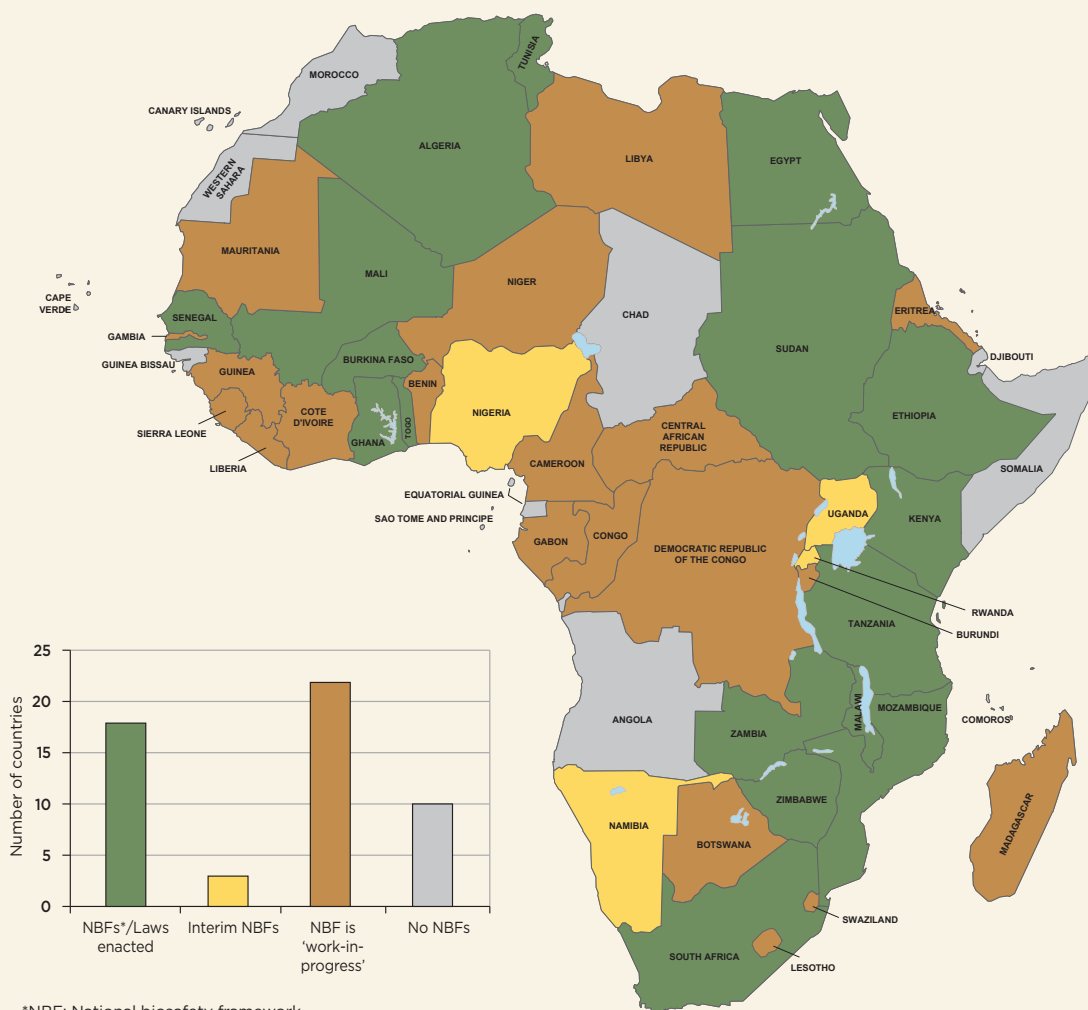 TUNISIA
MOROCCO
CANARY ISLANDS
ALGERIA
LIBYA
EGYPT
WESTERN
SAHARA
MAURITANIA
MALI
NIGER
CAPE
VERDE
CHAD
ERITREA
SENEGAL
GAMBIA
SUDAN
DJIBOUTI
GUINEA BISSAU
BURKINA FASO
GUINEA
BENIN
NIGERIA
ETHIOPIA
COTE
D'IVOIRE
TOGO
GHANA
CENTRAL
AFRICAN
REPUBLIC
SIERRA LEONE
LIBERIA
CAMEROON
SOMALIA
EQUATORIAL GUINEA
UGANDA
KENYA
SAO TOME AND PRINCIPE
GABON
CONGO
DEMOCRATIC REPUBLIC
OF THE CONGO
RWANDA
TANZANIA
BURUNDI
ANGOLA
MALAWI
MOZAMBIQUE
COMOROS
ZAMBIA
ZIMBABWE
NAMIBIA
BOTSWANA
MADAGASCAR
SWAZILAND
SOUTH AFRICA
LESOTHO
Number of countries
25
20
15
10
5
0
NBFs*/Laws
enacted
Interim NBFs
NBF is
‘work-in-
progress’
No NBFs
*NBF: National biosafety framework